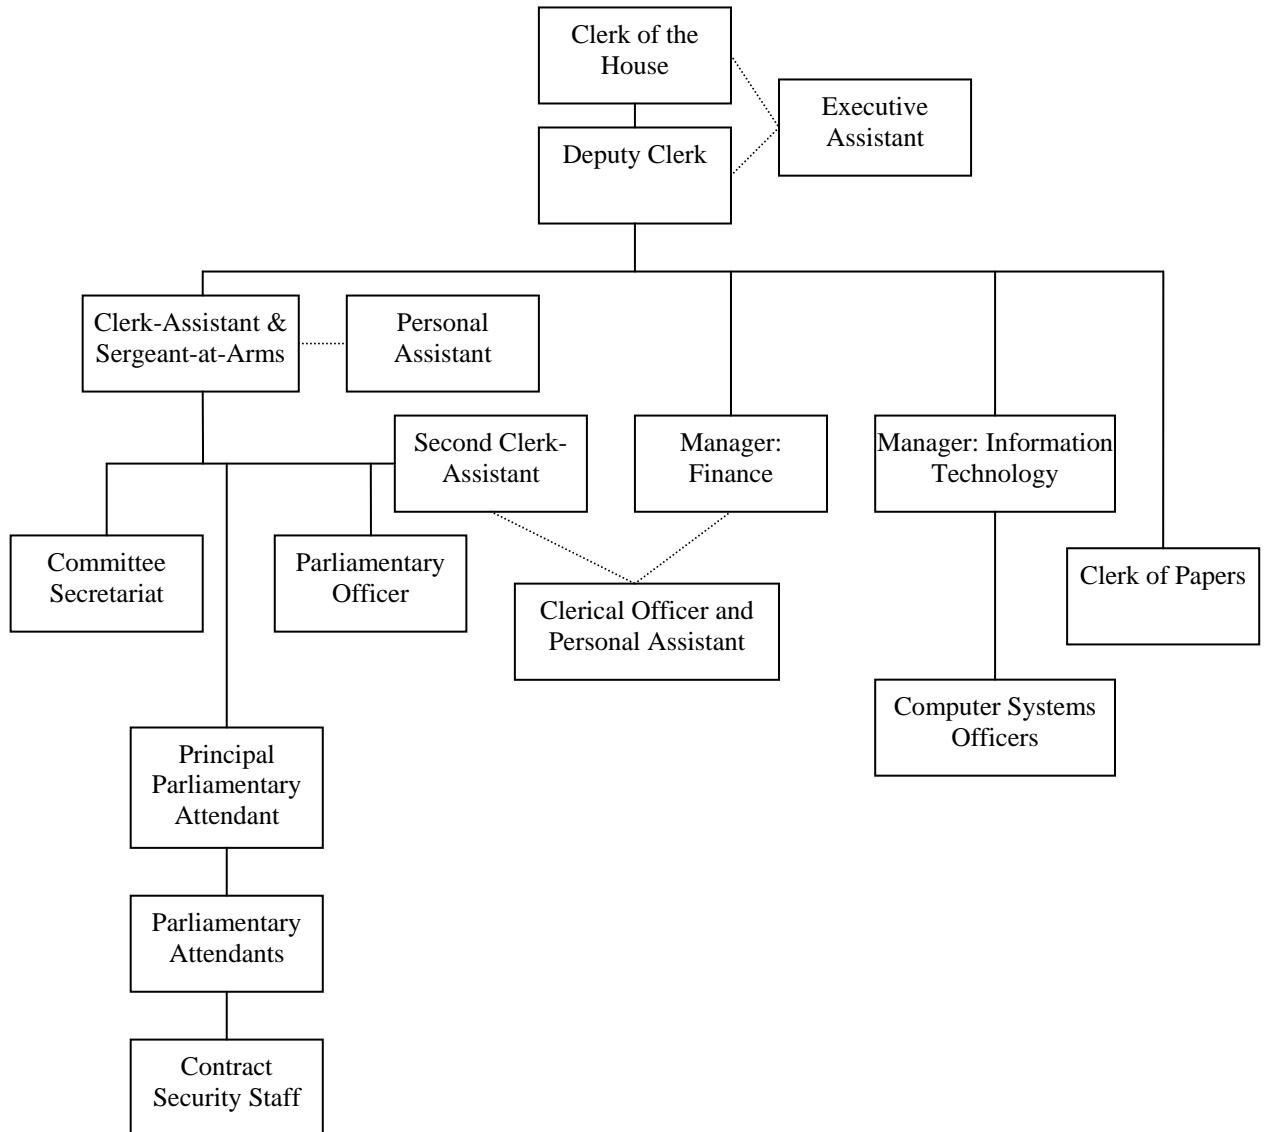 Clerk of the
House
Executive
Assistant
Deputy Clerk
Clerk-Assistant &
Sergeant-at-Arms
Personal
Assistant
Second Clerk-
Assistant
Manager:
Finance
Manager: Information
Technology
Committee
Secretariat
Parliamentary
Officer
Clerical Officer and
Personal Assistant
Clerk of Papers
Computer Systems
Officers
Principal
Parliamentary
Attendant
Parliamentary
Attendants
Contract
Security Staff